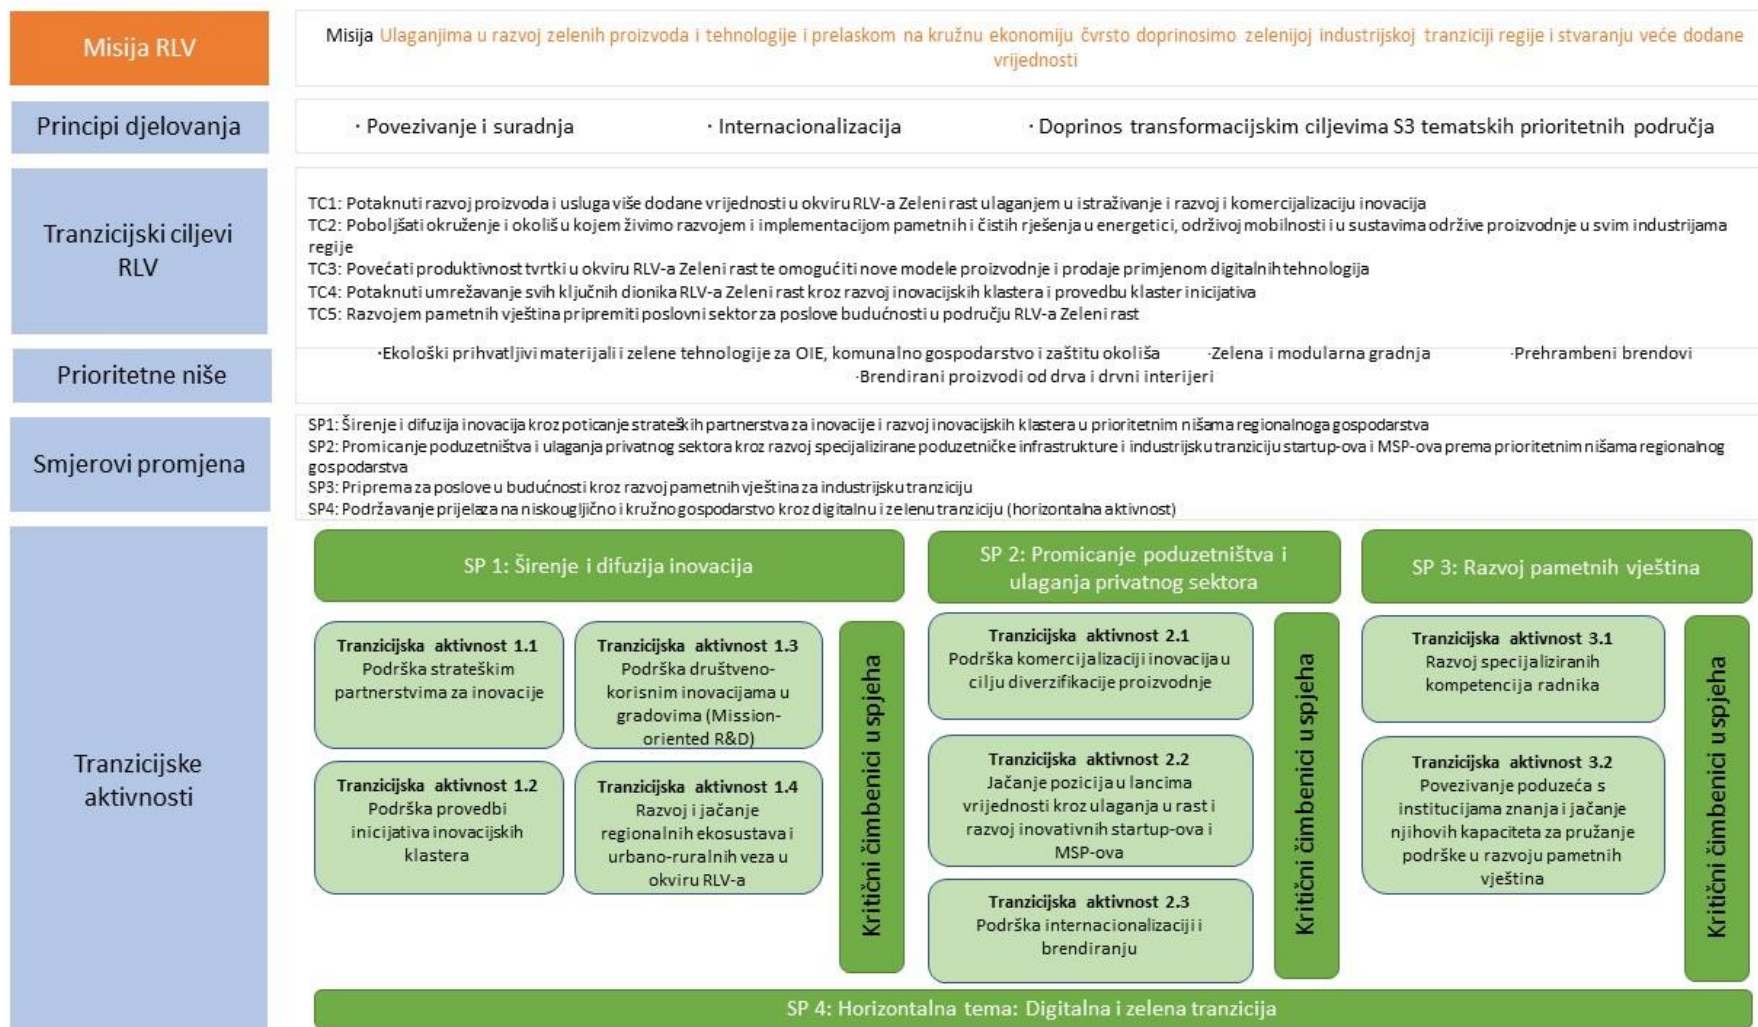 Misija RLV
Misija Ulaganjima u razvoj zelenih proizvoda i tehnologije i prelaskom na kružnu ekonomiju čvrsto doprinosimo zelenijoj industrijskoj tranziciji regije i stvaranju veće dodane
vrijednosti
Principi djelovanja
· Povezivanje i suradnja · Internacionalizacija · Doprinos transformacijskim ciljevima S3 tematskih prioritetnih područja
Tranzicijski ciljevi
RLV
TC1: Potaknuti razvoj proizvoda i usluga više dodane vrijednosti u okviru RLV-a Zeleni rast ulaganjem u istraživanje i razvoj i komercijalizaciju inovacija
TC2: Poboljšati okruženje i okoliš u kojem živimo razvojem i implementacijom pametnih i čistih rješenja u energetici, održivoj mobilnosti i u sustavima održive proizvodnje u svim industrijama
regije
TC3: Povećati produktivnost tvrtki u okviru RLV-a Zeleni rast te omogućiti nove modele proizvodnje i prodaje primjenom digitalnih tehnologija
TC4: Potaknuti umrežavanje svih ključnih dionika RLV-a Zeleni rast kroz razvoj inovacijskih klastera i provedbu klaster inicijativa
TC5: Razvojem pametnih vještina pripremiti poslovni sektor za poslove budućnosti u području RLV-a Zeleni rast
Prioritetne niše
·Ekološki prihvatljivi materijali i zelene tehnologije za OIE, komunalno gospodarstvo i zaštitu okoliša ·Zelena i modularna gradnja ·Prehrambeni brendovi
·Brendirani proizvodi od drva i drvni interijeri
Smjerovi promjena
SP1: Širenje i difuzija inovacija kroz poticanje strateških partnerstva za inovacije i razvoj inovacijskih klastera u prioritetnim nišama regionalnoga gospodarstva
SP2: Promicanje poduzetništva i ulaganja privatnog sektora kroz razvoj specijalizirane poduzetničke infrastrukture i industrijsku tranziciju startup-ova i MSP-ova prema prioritetnim nišama regionalnog
gospodarstva
SP3: Priprema za poslove u budućnosti kroz razvoj pametnih vještina za industrijsku tranziciju
SP4: Podržavanje prijelaza na niskougljično i kružno gospodarstvo kroz digitalnu i zelenu tranziciju (horizontalna aktivnost)
Tranzicijske
aktivnosti
SP 1: Širenje i difuzija inovacija
Tranzicijska aktivnost 1.1
Podrška strateškim
partnerstvima za inovacije
Tranzicijska aktivnost 1.2
Podrška provedbi
inicijativa inovacijskih
klastera
Tranzicijska aktivnost 1.3
Podrška društveno-
korisnim inovacijama u
gradovima (Mission-
oriented R&D)
Tranzicijska aktivnost 1.4
Razvoj i jačanje
regionalnih ekosustava i
urbano-ruralnih veza u
okviru RLV-a
Kritični čimbenici uspjeha
SP 2: Promicanje poduzetništva i
ulaganja privatnog sektora
Tranzicijska aktivnost 2.1
Podrška komercijalizaciji inovacija u
cilju diverzifikacije proizvodnje
Tranzicijska aktivnost 2.2
Jačanje pozicija u lancima
vrijednosti kroz ulaganja u rast i
razvoj inovativnih startup-ova i
MSP-ova
Tranzicijska aktivnost 2.3
Podrška internacionalizaciji i
brendiranju
Kritični čimbenici uspjeha
SP 3: Razvoj pametnih vještina
Tranzicijska aktivnost 3.1
Razvoj specijaliziranih
kompetencija radnika
Tranzicijska aktivnost 3.2
Povezivanje poduzeća s
institucijama znanja i jačanje
njihovih kapaciteta za pružanje
podrške u razvoju pametnih
vještina
Kritični čimbenici uspjeha
SP 4: Horizontalna tema: Digitalna i zelena tranzicija